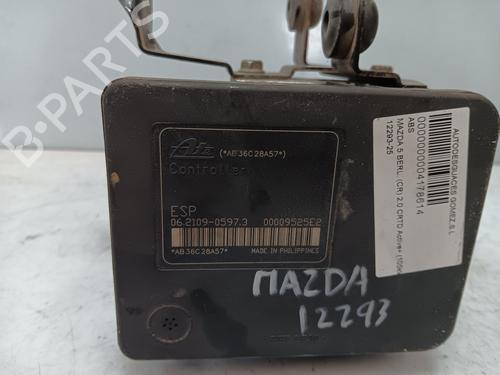 Ate (*AB36C28A57*)
Controller
ESP
06.2109-0597.3 00009525E2
*AB36C28A57* MADE IN PHILIPPINES
MAZDA
12293
AUTODESGUACES GOMEZ,S.L
0000000004178614
MAZDA 5 BERL. (CR) 2.0 CRTD Active+ (105kW)
ABS
12293-25
B-PARTS